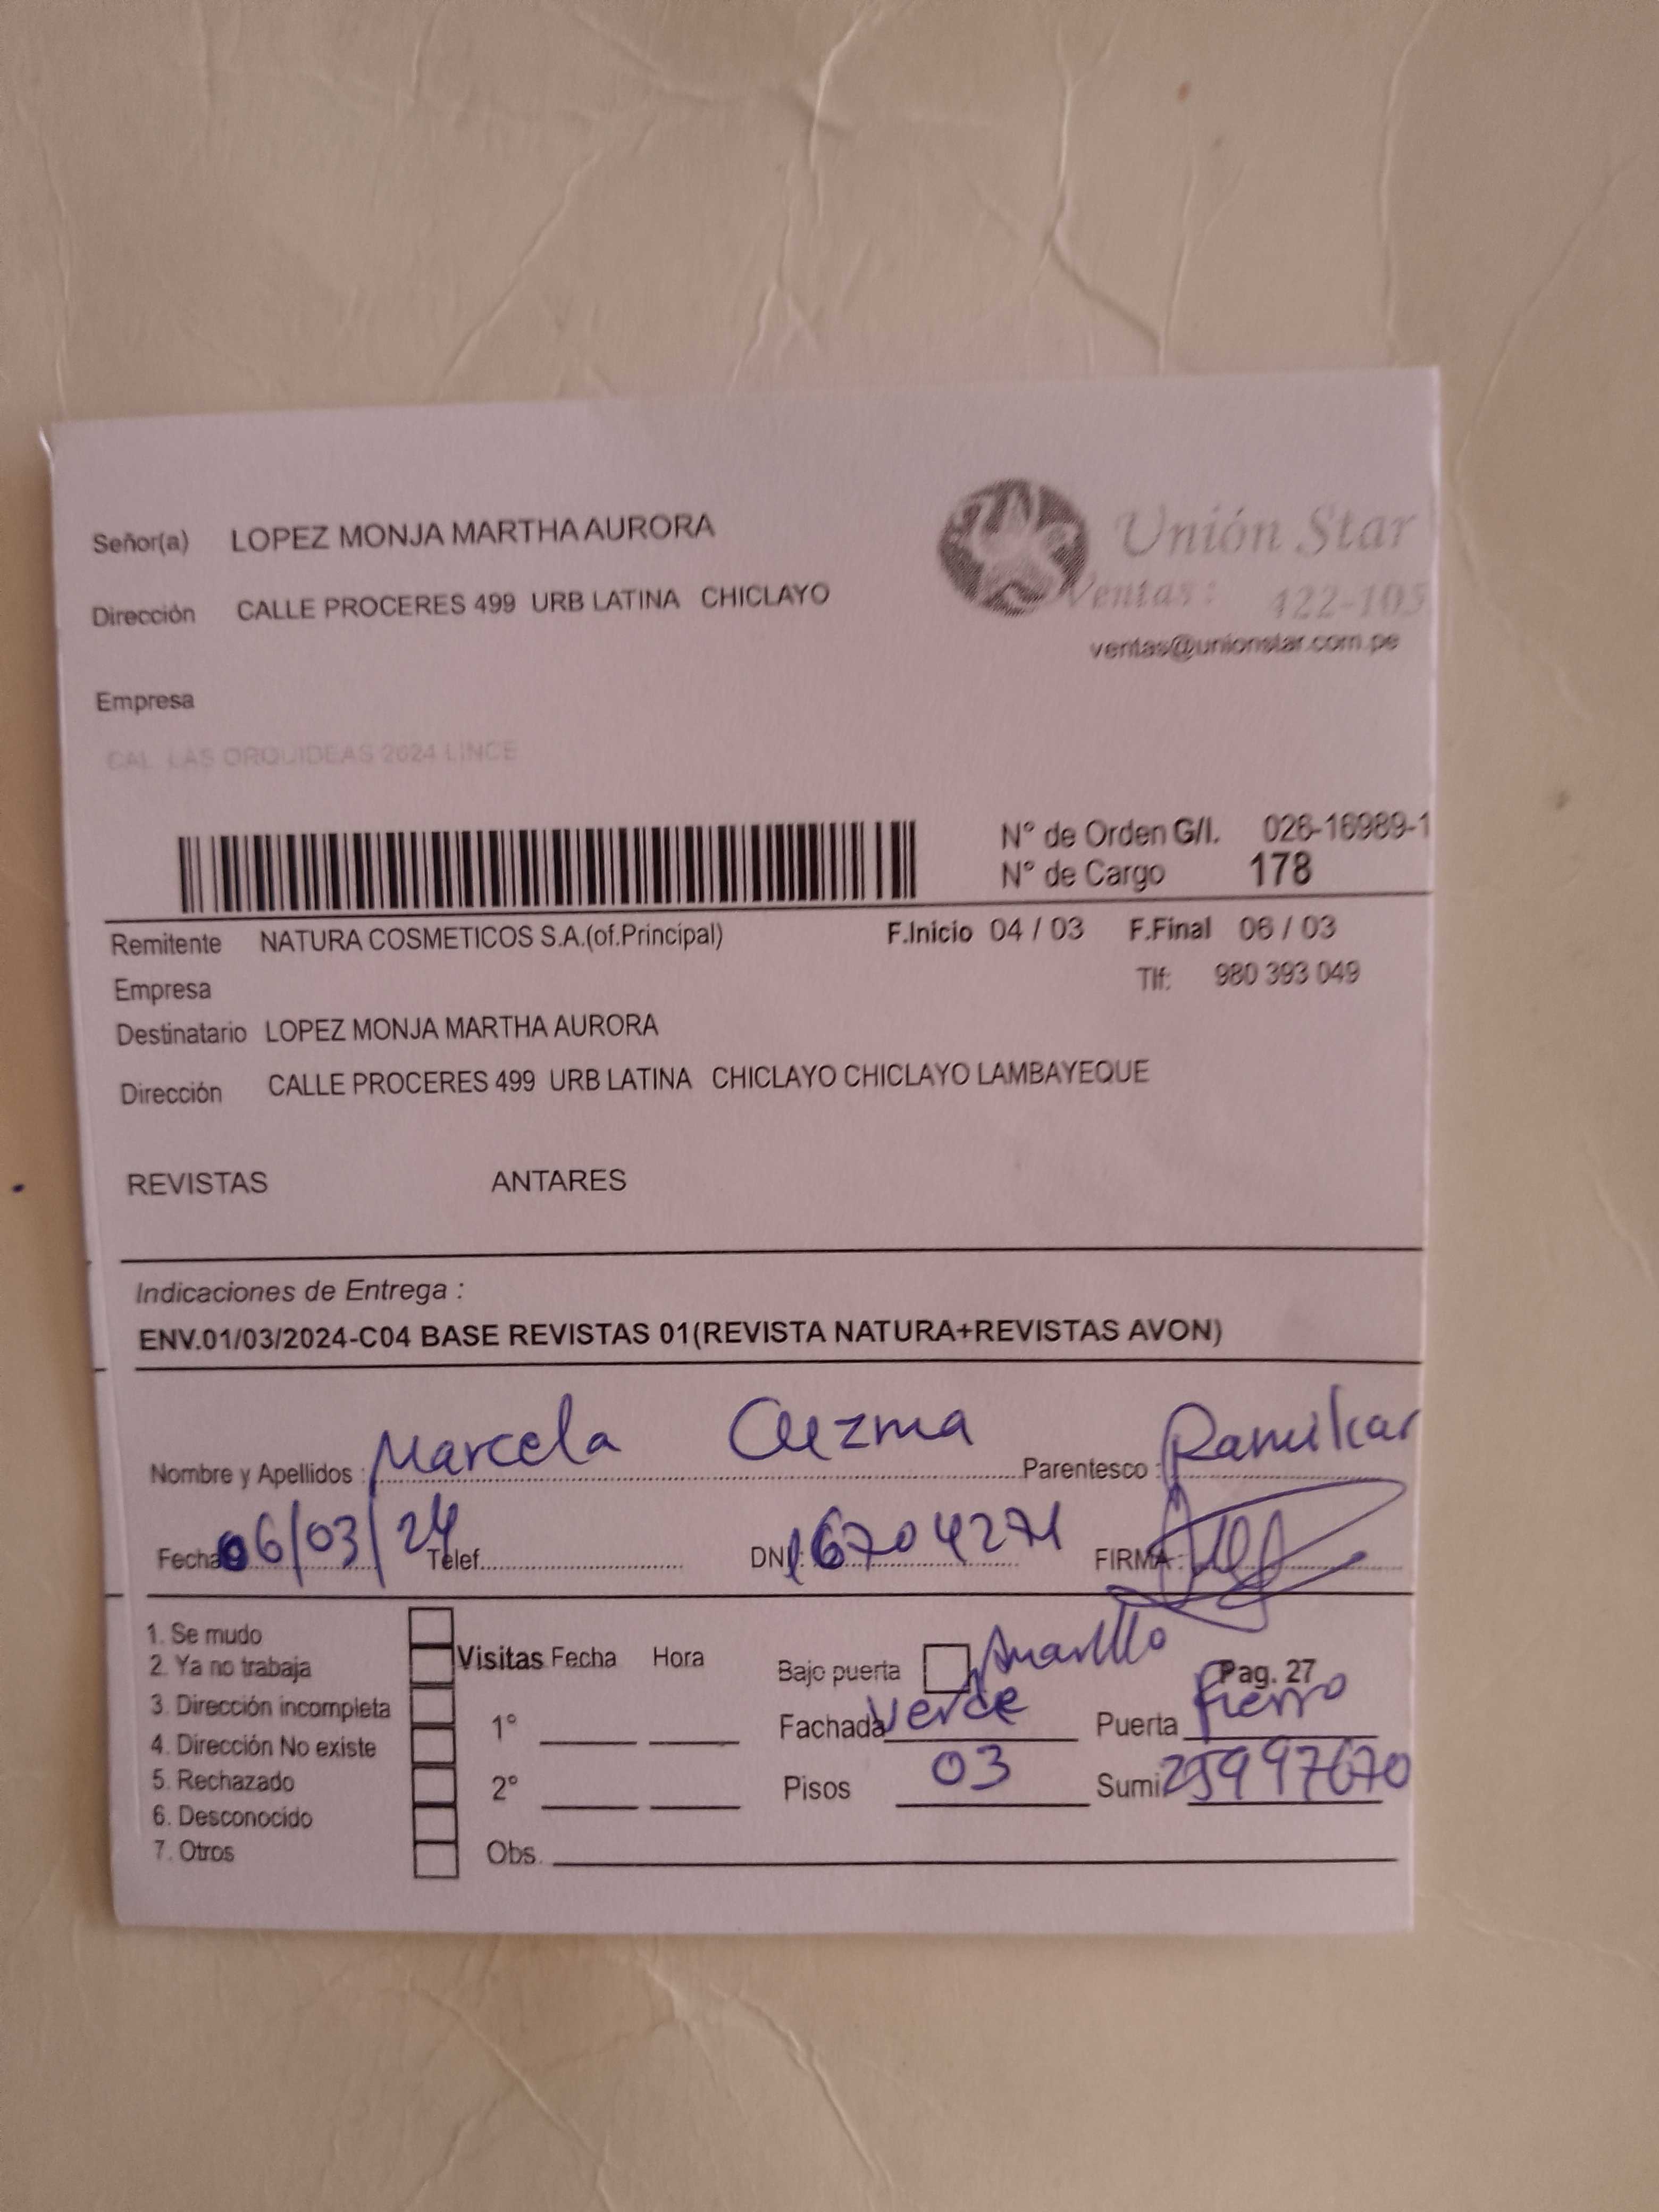 Señor(a) LOPEZ MONJA MARTHA AURORA
Unión Star
Dirección CALLE PROCERES 499 URB LATINA CHICLAYO
Ventas: 422-105
ventas@unionstar.com.pe
Empresa
CAL LAS ORQUIDEAS 2624 LINCE
N° de Orden G/I. 026-16989-1
N° de Cargo 178
Remitente NATURA COSMETICOS S.A.(of.Principal) F.Inicio 04 / 03 F.Final 06 / 03
Empresa Tlf: 980 393 049
Destinatario LOPEZ MONJA MARTHA AURORA
Dirección CALLE PROCERES 499 URB LATINA CHICLAYO CHICLAYO LAMBAYEQUE
REVISTAS ANTARES
Indicaciones de Entrega :
ENV.01/03/2024-C04 BASE REVISTAS 01(REVISTA NATURA+REVISTAS AVON)
Nombre y Apellidos : Marcela Parentesco :
Fecha 06/03/24 Telef. DNI: 16704271 FIRMA:
1. Se mudo
2. Ya no trabaja Visitas Fecha Hora Bajo puerta Amarillo Pag. 27
3. Dirección incompleta 1° Fachada verde Puerta fierro
4. Dirección No existe
5. Rechazado 2° Pisos 03 Sumi 25997670
6. Desconocido
7. Otros Obs.